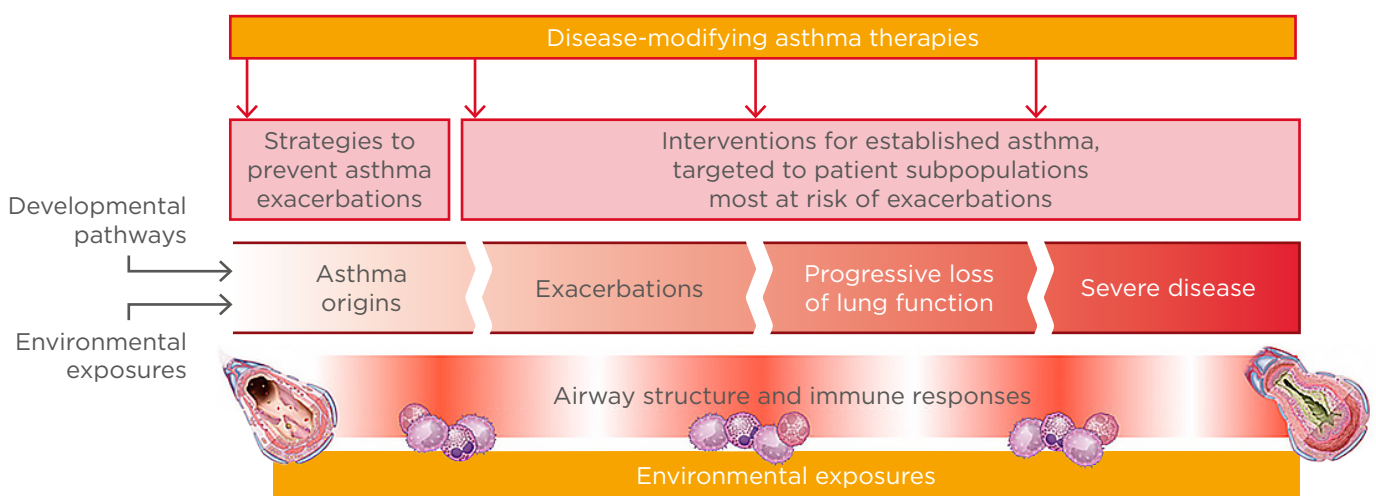 Disease-modifying asthma therapies
Strategies to
prevent asthma
exacerbations
Interventions for established asthma,
targeted to patient subpopulations
most at risk of exacerbations
Developmental
pathways
Asthma
origins
Exacerbations
Progressive loss
of lung function
Severe disease
Environmental
exposures
Airway structure and immune responses
Environmental exposures